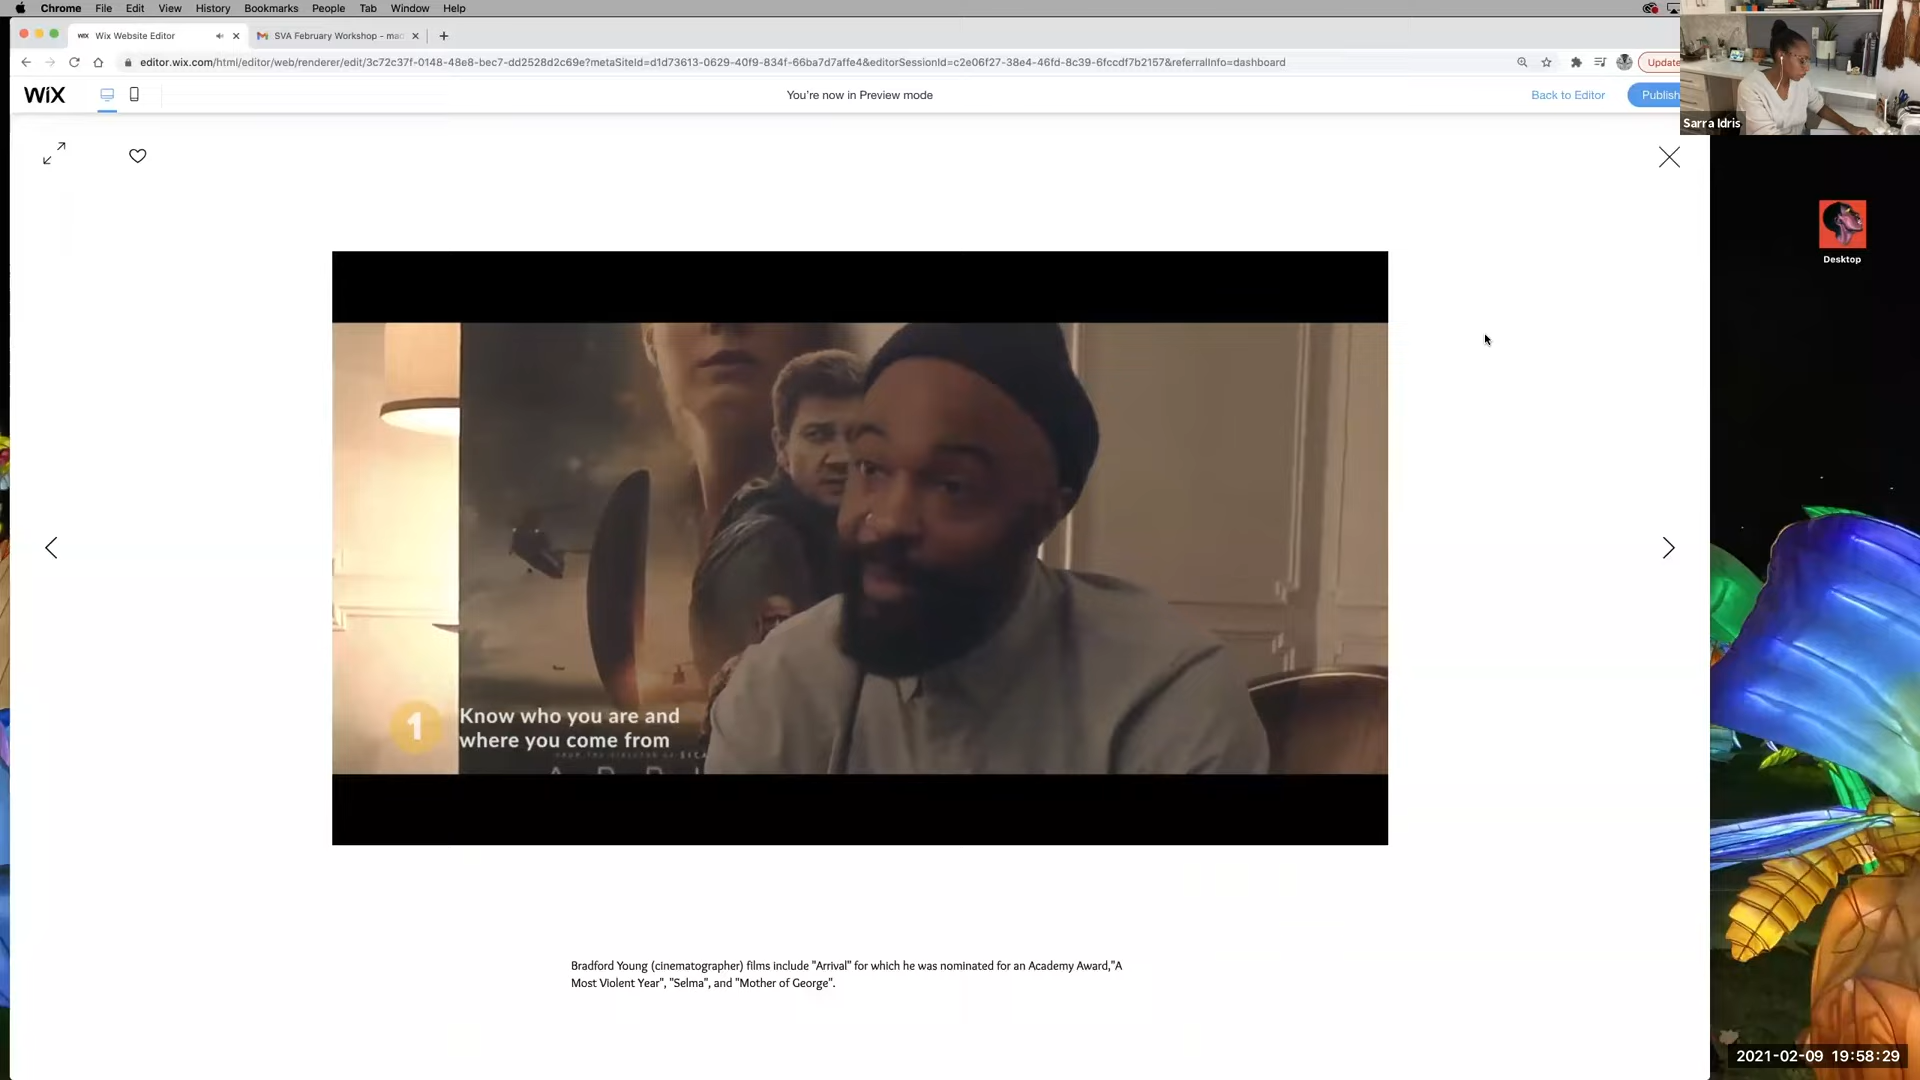 Chrome File Edit View History Bookmarks People Tab Window Help
WiX Wix Website Editor
SVA February Workshop - mac
editor.wix.com/html/editor/web/renderer/edit/3c72c37f-0148-48e8-bec7-dd2528d2c69e?metaSiteId=d1d73613-0629-40f9-834f-66ba7d7affe4&editorSessionId=c2e06f27-38e4-46fd-8c39-6fccdf7b2157&referralInfo=dashboard
Update
WiX
You're now in Preview mode
Back to Editor
Publish
Sarra Idris
Desktop
1
Know who you are and
where you come from
Bradford Young (cinematographer) films include "Arrival" for which he was nominated for an Academy Award,"A
Most Violent Year", "Selma", and "Mother of George".
2021-02-09 19:58:29